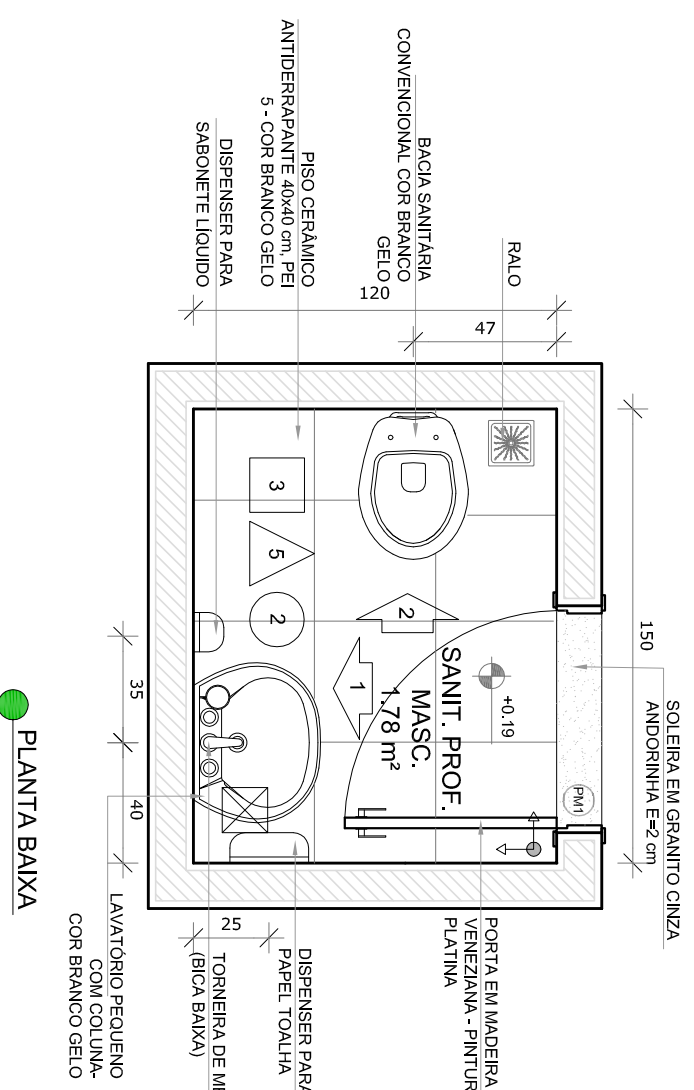 SOLEIRA EM GRANITO CINZA
ANDORINHA E=2 cm
150
RALO
47
120
BACIA SANITÁRIA
CONVENCIONAL COR BRANCO
GELO
PISO CERÂMICO
ANTIDERRAPANTE 40x40 cm, PEI
5 - COR BRANCO GELO
DISPENSER PARA
SABONETE LÍQUIDO
PM1
+0.19
SANIT. PROF.
MASC.
1.78 m²
2
1
3
5
2
PORTA EM MADEIRA
VENEZIANA - PINTUR
PLATINA
DISPENSER PARA
PAPEL TOALHA
25
TORNEIRA DE M
(BICA BAIXA)
35
40
LAVATÓRIO PEQUENO
COM COLUNA-
COR BRANCO GELO
PLANTA BAIXA